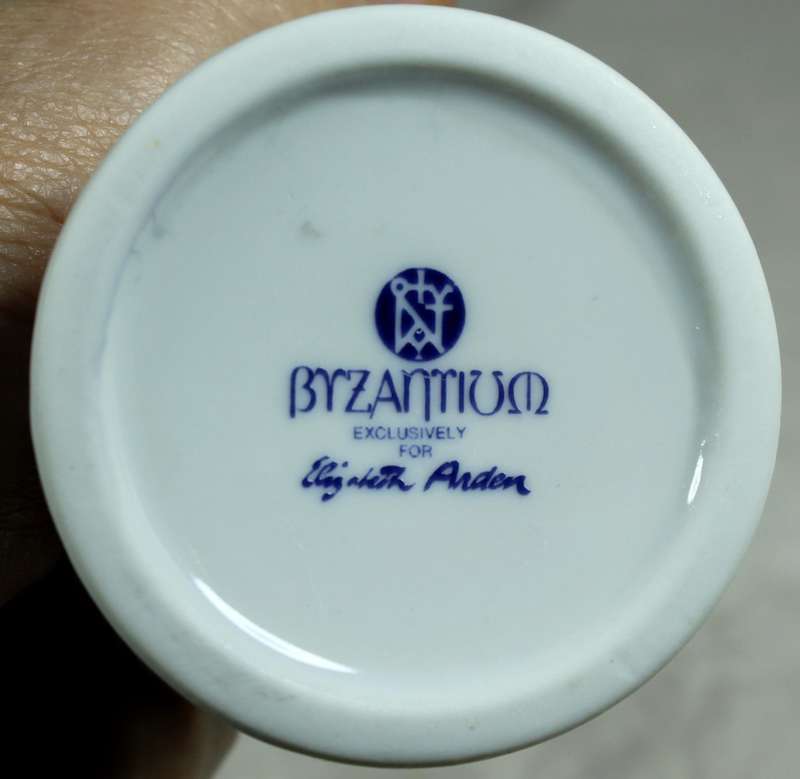 BYZANTIUM
EXCLUSIVELY
FOR
Elizabeth Arden